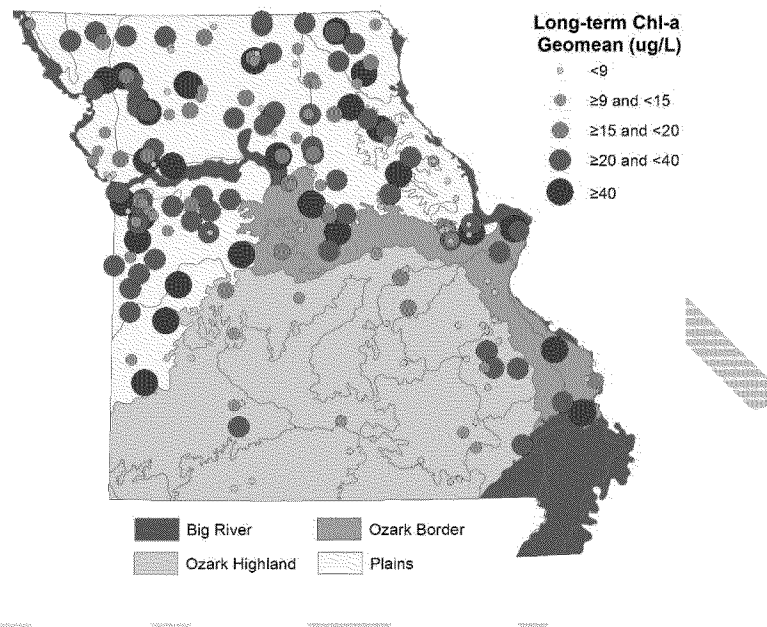 Long-term Chl-a
Geomean (ug/L)
<9
≥9 and <15
≥15 and <20
≥20 and <40
≥40
Big River
Ozark Border
Ozark Highland
Plains